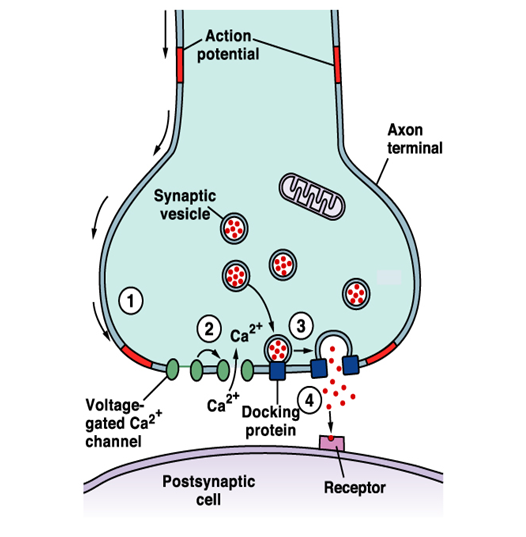 Action
potential
Axon
terminal
Synaptic
vesicle
1
2
Ca2+
3
Ca2+
4
Voltage-
gated Ca2+
channel
Docking
protein
Postsynaptic
cell
Receptor